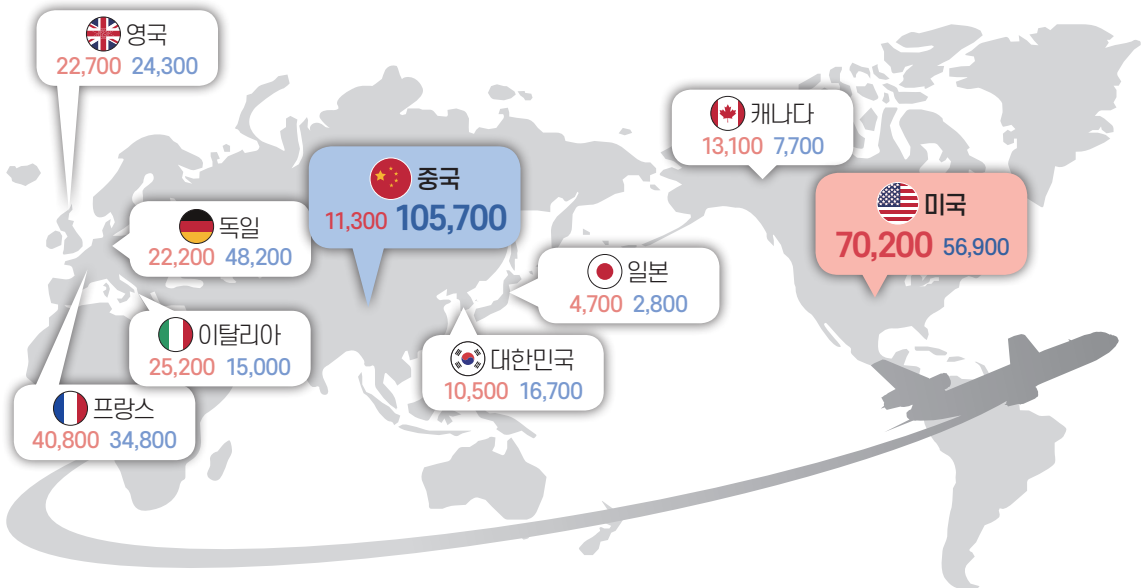 영국
22,700 24,300
캐나다
13,100 7,700
중국
11,300 105,700
미국
70,200 56,900
독일
22,200 48,200
일본
4,700 2,800
이탈리아
25,200 15,000
대한민국
10,500 16,700
프랑스
40,800 34,800